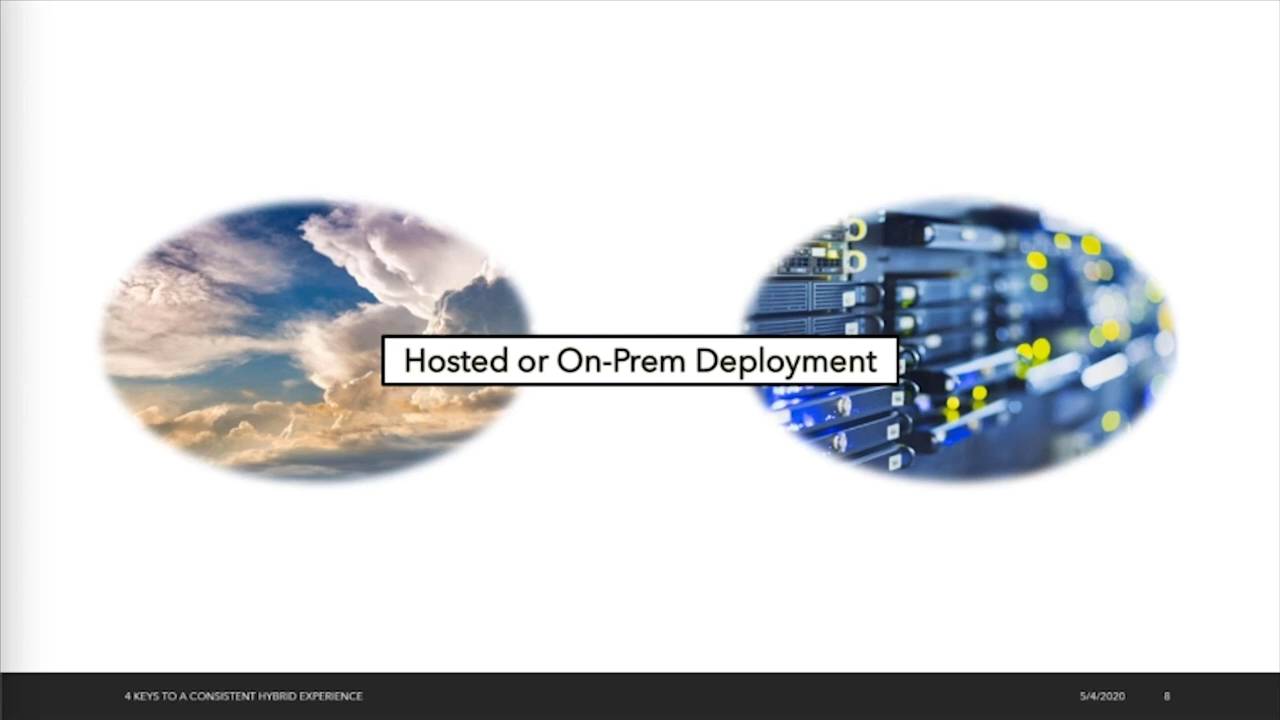 Hosted or On-Prem Deployment
4 KEYS TO A CONSISTENT HYBRID EXPERIENCE
5/4/2020
8